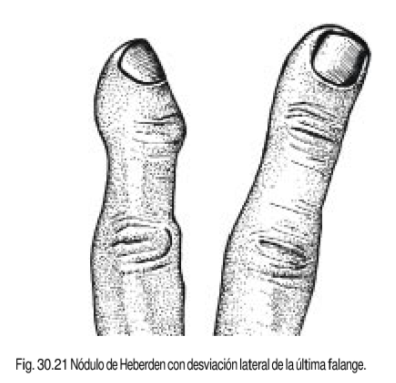 Fig. 30.21 Nódulo de Heberden con desviación lateral de la última falange.